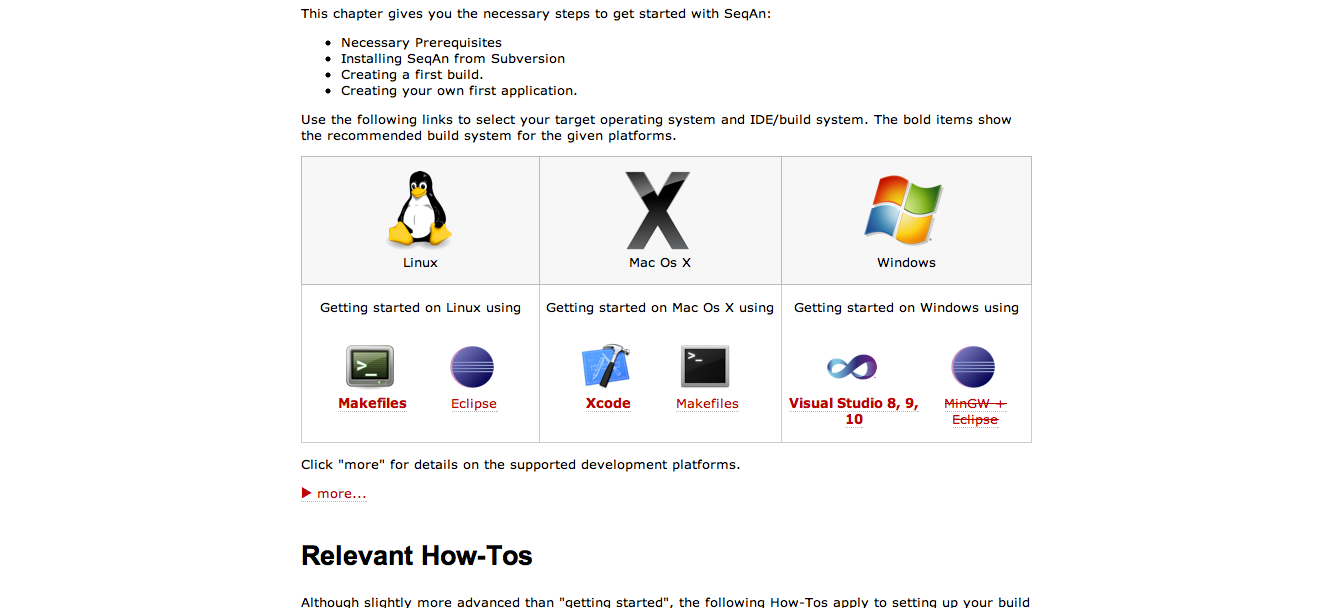 This chapter gives you the necessary steps to get started with SeqAn:
Necessary Prerequisites
Installing SeqAn from Subversion
Creating a first build.
Creating your own first application.
Use the following links to select your target operating system and IDE/build system. The bold items show
the recommended build system for the given platforms.
Linux
Mac Os X
Windows
Getting started on Linux using
Getting started on Mac Os X using
Getting started on Windows using
Makefiles
Eclipse
Xcode
Makefiles
Visual Studio 8, 9,
10
MinGW +
Eclipse
Click "more" for details on the supported development platforms.
more...
Relevant How-Tos
Although slightly more advanced than "getting started", the following How-Tos apply to setting up your build